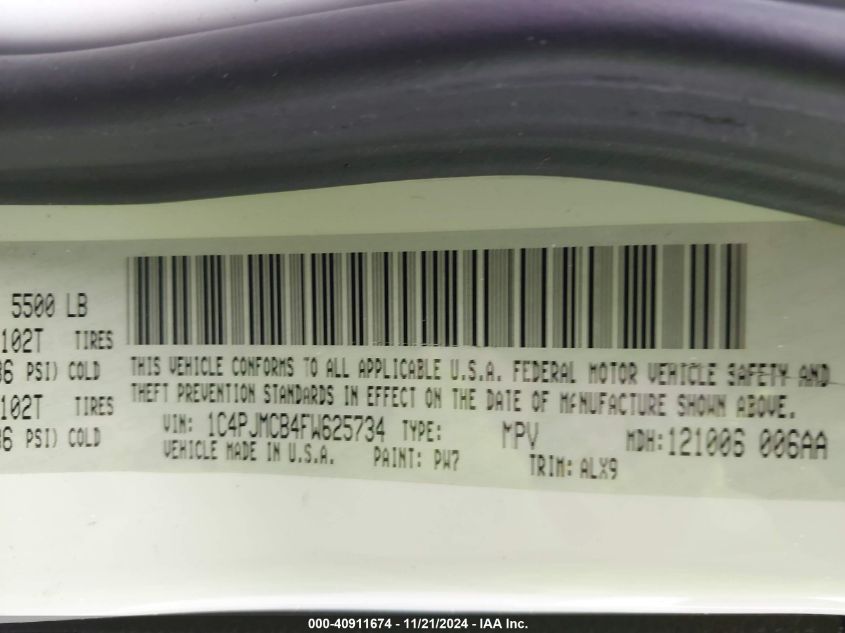 5500 LB
102T TIRES
36 PSI) COLD
102T TIRES
36 PSI) COLD
THIS VEHICLE CONFORMS TO ALL APPLICABLE U.S.A. FEDERAL MOTOR VEHICLE SAFETY AND
THEFT PREVENTION STANDARDS IN EFFECT ON THE DATE OF MANUFACTURE SHOWN ABOVE.
VIN: 1C4PJMCB4FW625734 TYPE: MPV MDH:121006 006AA
VEHICLE MADE IN U.S.A. PAINT: PW7 TRIM:ALX9
000-40911674 - 11/21/2024 - IAA Inc.